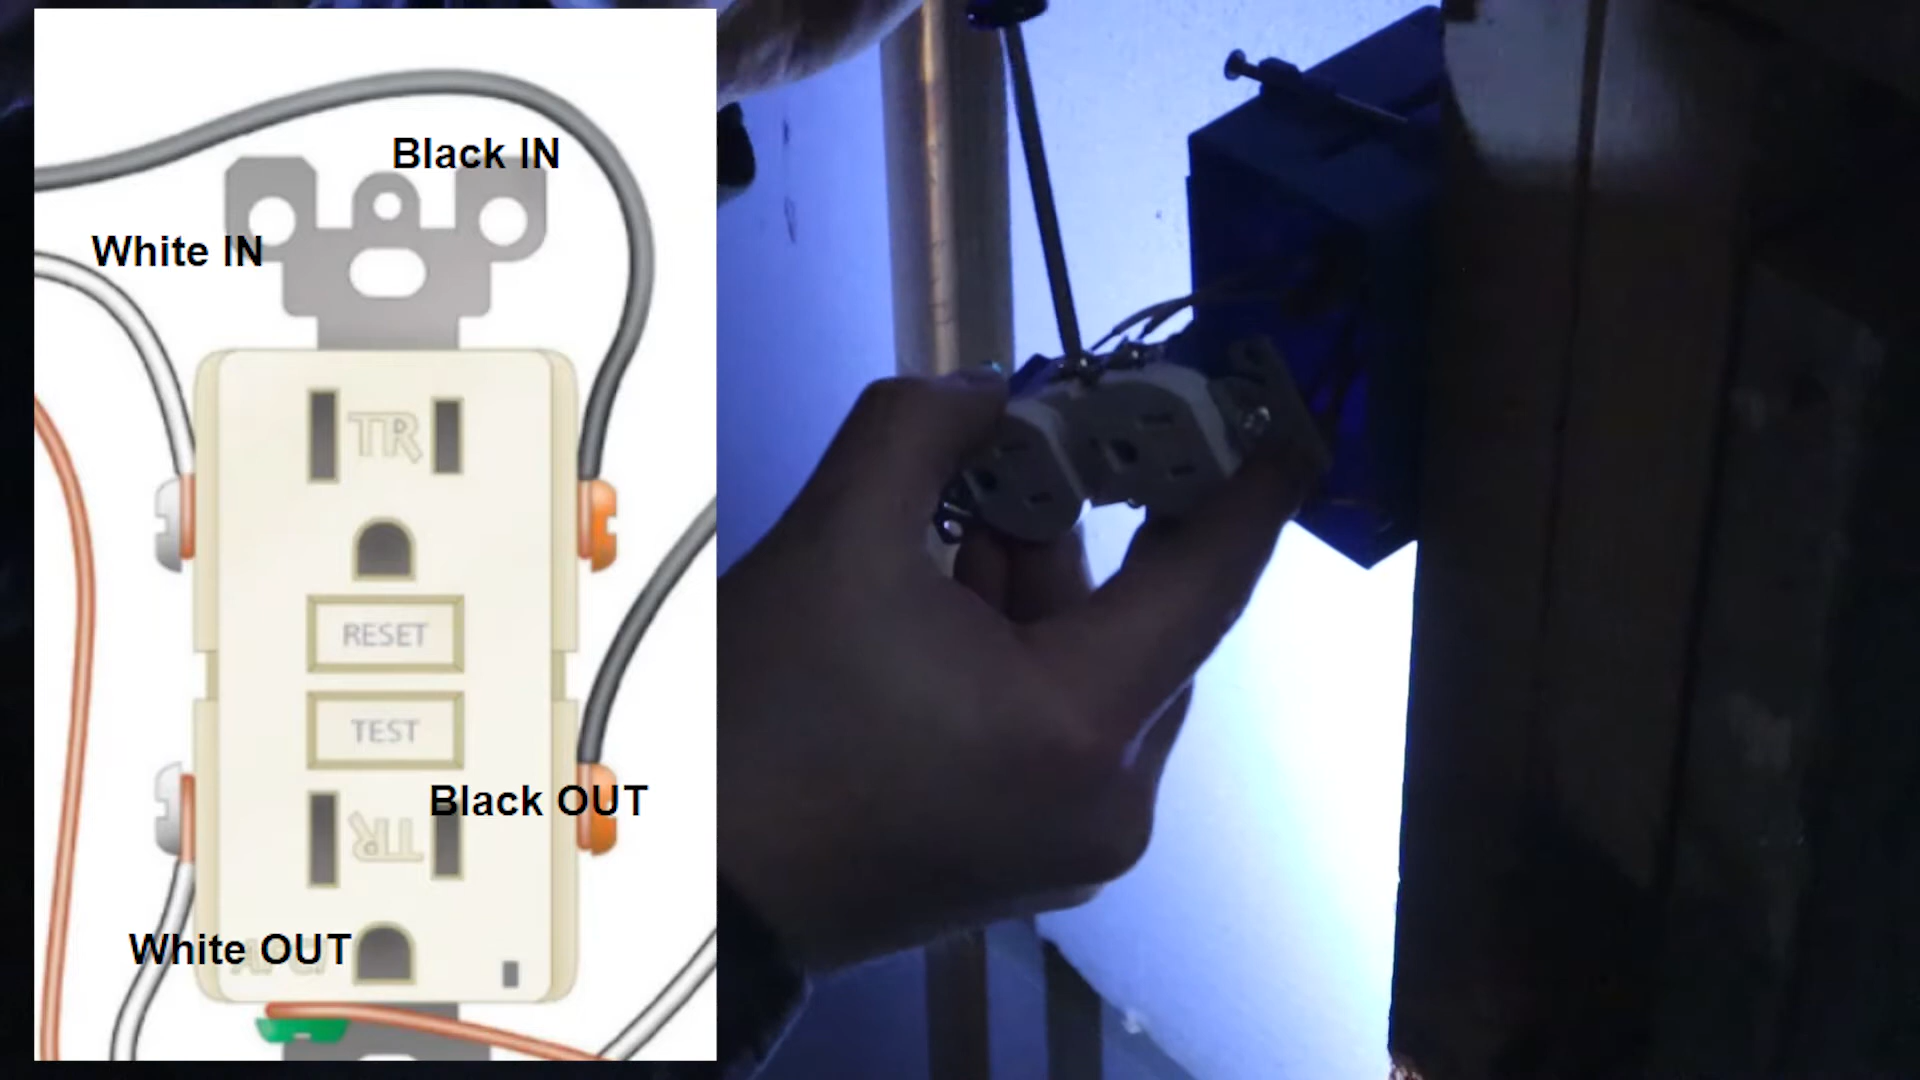 Black IN
White IN
TR
RESET
TEST
Black OUT
TR
White OUT